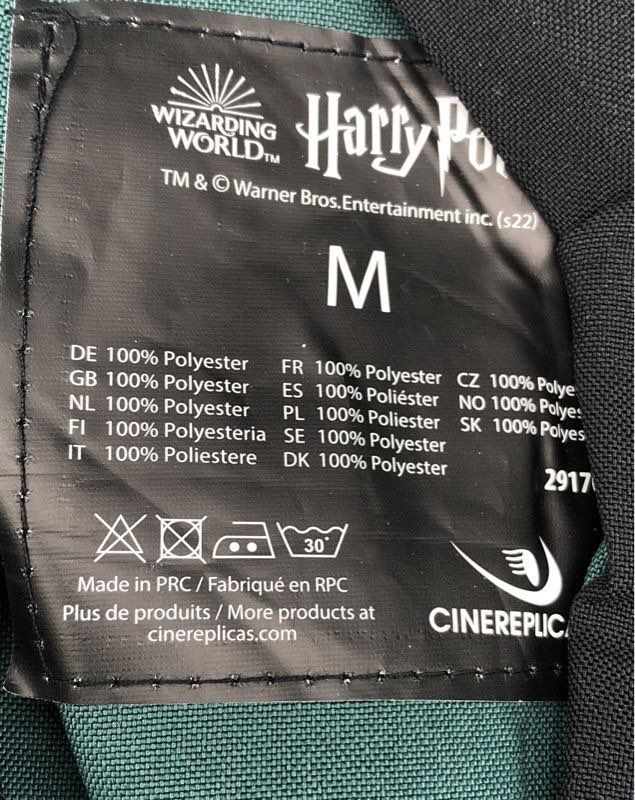 WIZARDING
WORLD™
Harry Po
TM & © Warner Bros.Entertainment inc. (s22)
M
DE 100% Polyester
GB 100% Polyester
NL 100% Polyester
FI 100% Polyesteria
IT 100% Poliestere
FR 100% Polyester
ES 100% Poliéster
PL 100% Poliester
SE 100% Polyester
DK 100% Polyester
CZ 100% Polye
NO 100% Polye
SK 100% Polyes
2917
30°
Made in PRC / Fabriqué en RPC
Plus de produits / More products at
cinereplicas.com
CINEREPLICA